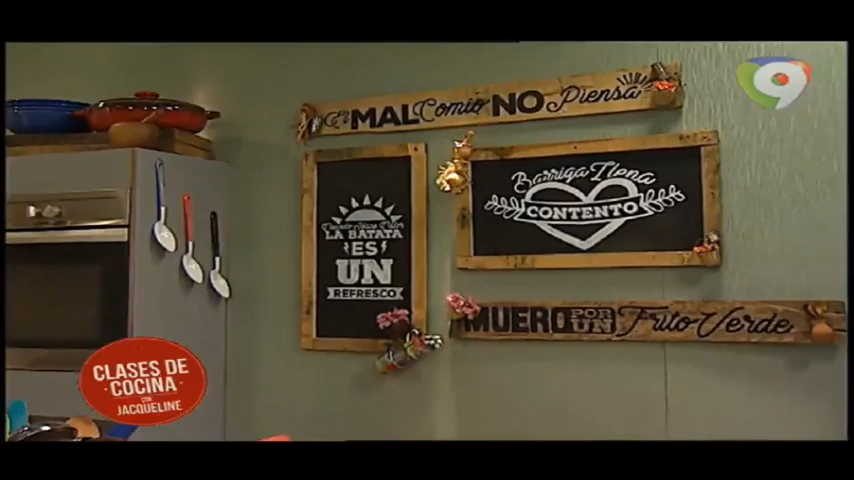 9
MAL Comio NO Piensa
Barriga llena
CONTENTO
LA BATATA
ES
UN
REFRESCO
MUERO POR UN Frito Verde
CLASES DE
COCINA
CON
JACQUELINE